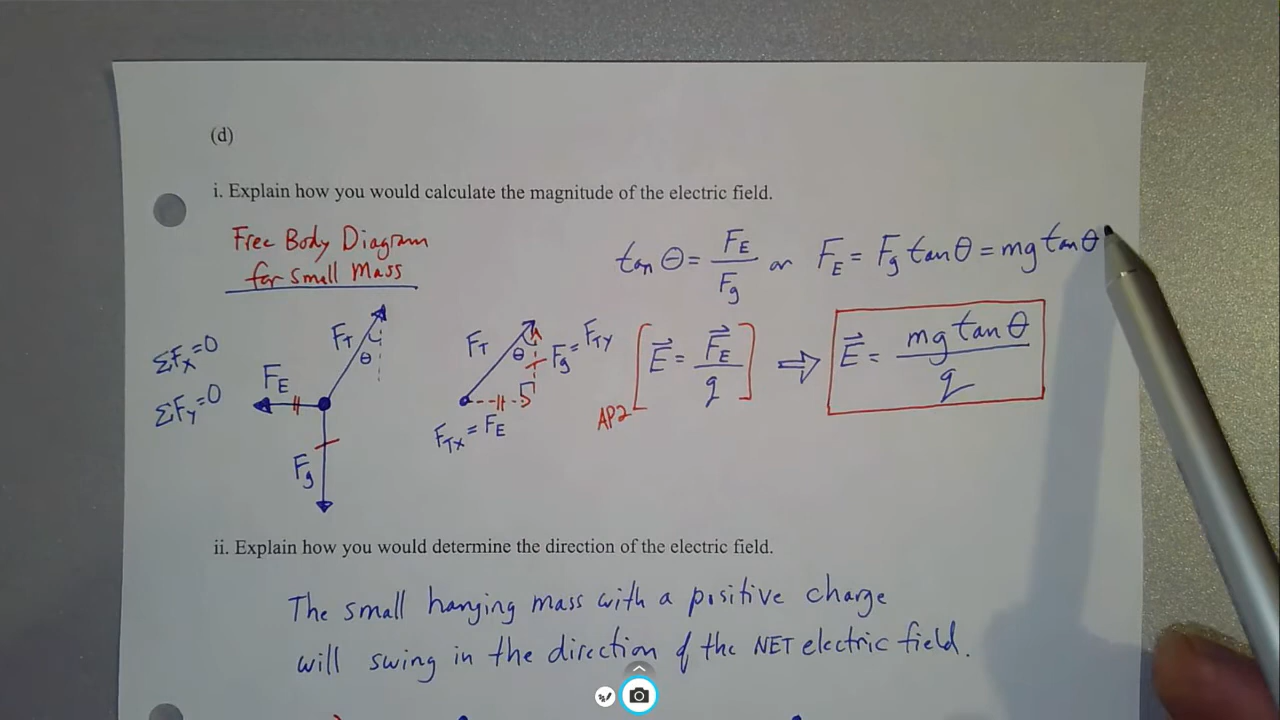 (d)
i. Explain how you would calculate the magnitude of the electric field.
Free Body Diagram
for Small Mass
tan θ = F_E / F_g or F_E = F_g tan θ = mg tan θ
ΣFx = 0
ΣFy = 0
F_T
θ
F_E
F_g
F_T
θ
F_g = F_Ty
F_Tx = F_E
AP2
[E⃗ = F⃗_E / q] ⇒ E⃗ = mg tan θ / q
ii. Explain how you would determine the direction of the electric field.
The small hanging mass with a positive charge
will swing in the direction of the NET electric field.